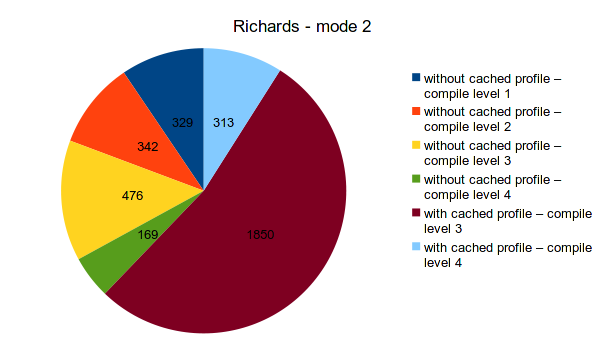 Richards - mode 2
329
313
342
476
169
1850
without cached profile –
compile level 1
without cached profile –
compile level 2
without cached profile –
compile level 3
without cached profile –
compile level 4
with cached profile – compile
level 3
with cached profile – compile
level 4